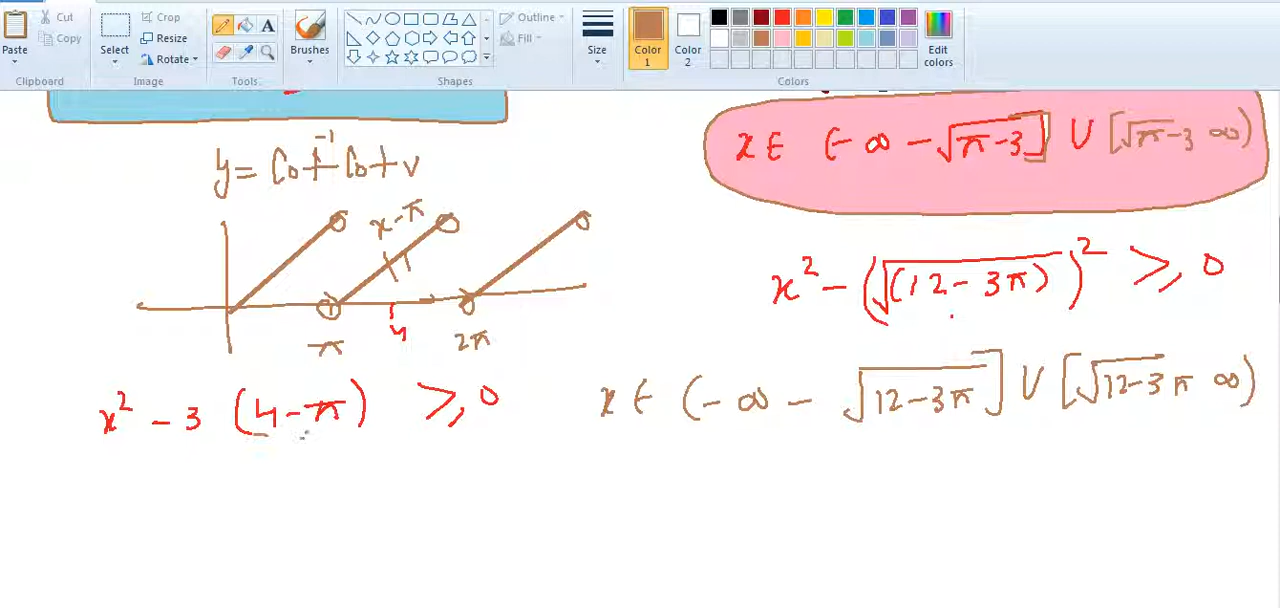 Cut
Copy
Paste
Clipboard
Crop
Resize
Rotate
Select
Image
A
Tools
Brushes
Outline
Fill
Shapes
Size
Color 1
Color 2
Edit colors
Colors
x ∈ (-∞ -√π-3] ∪ [√π-3 ∞)
y = Cot⁻¹ Cot v
x-π
4
π
2π
x² - (√(12-3π))² ≥, 0
x² - 3 (4-π) ≥, 0
x ∈ (-∞ - √12-3π] ∪ [√12-3π ∞)